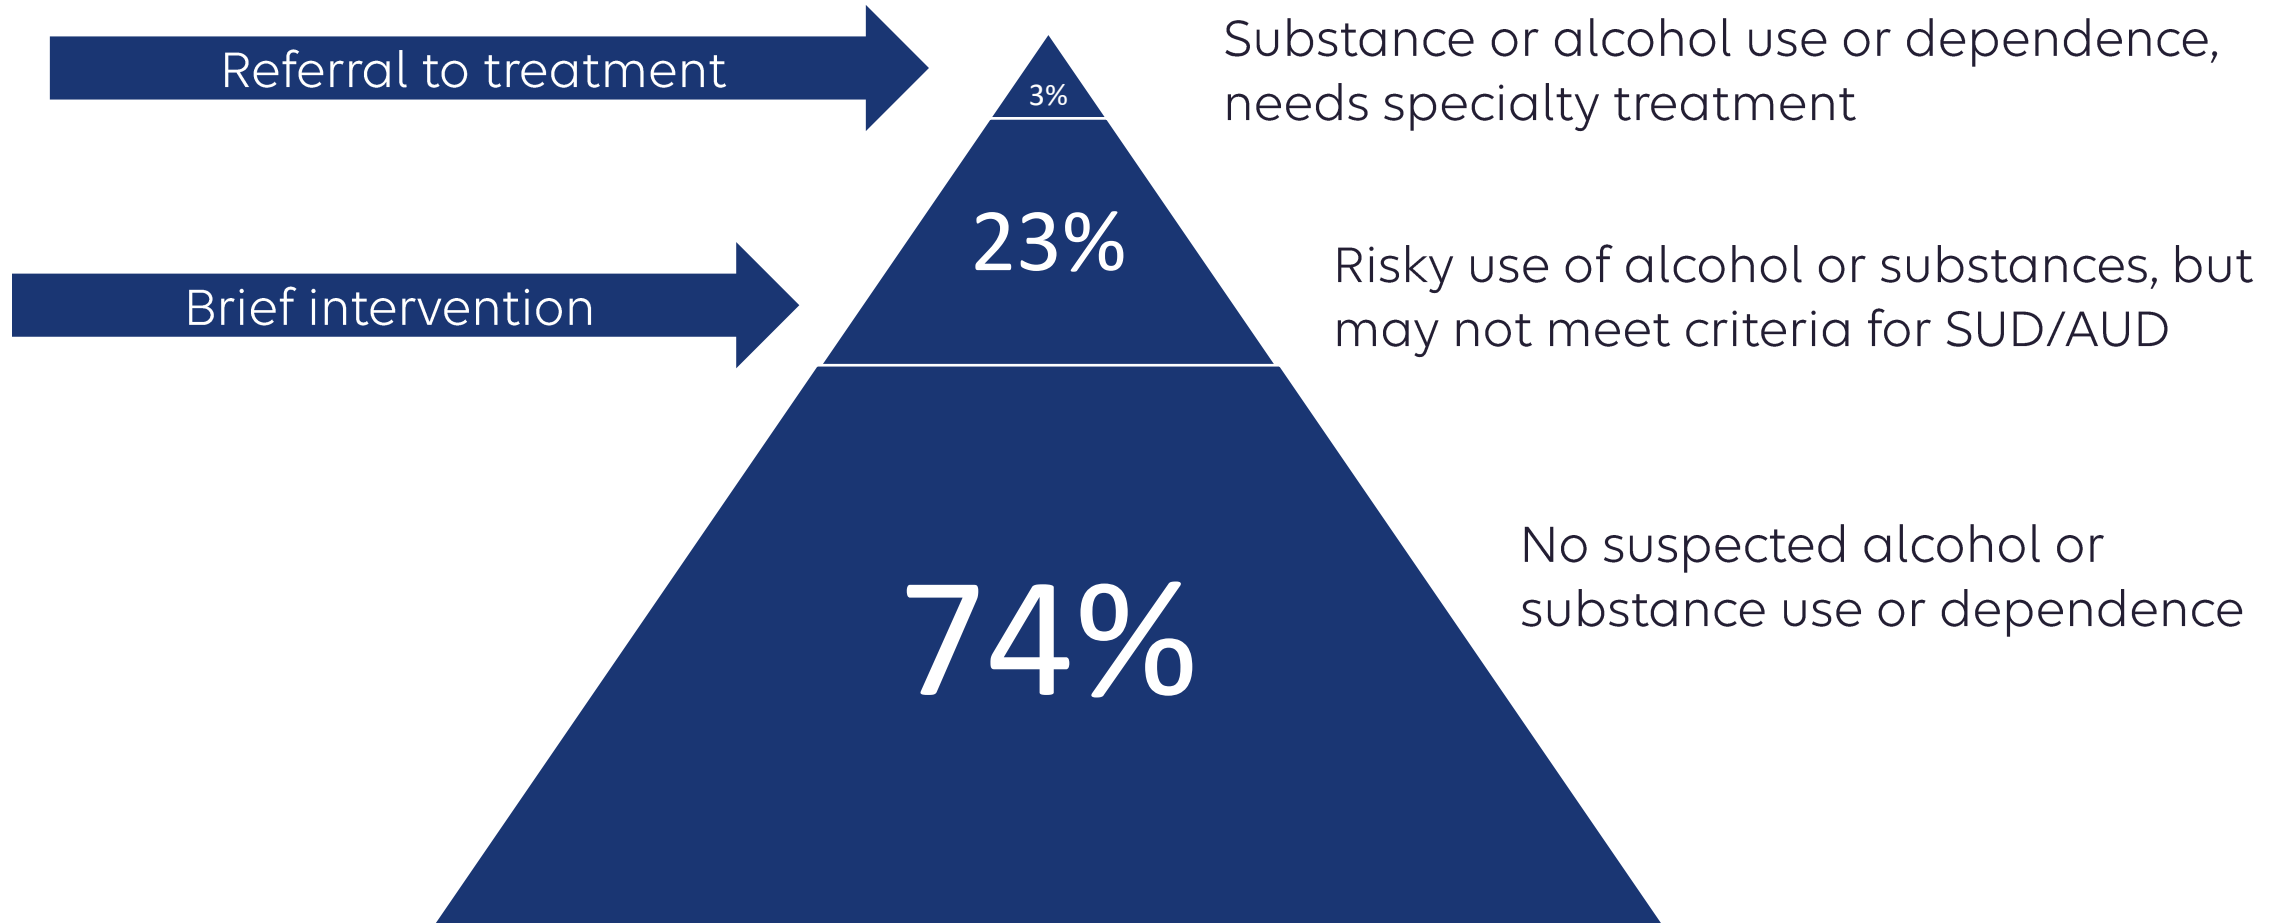 Referral to treatment
3%
Substance or alcohol use or dependence,
needs specialty treatment
Brief intervention
23%
Risky use of alcohol or substances, but
may not meet criteria for SUD/AUD
74%
No suspected alcohol or
substance use or dependence